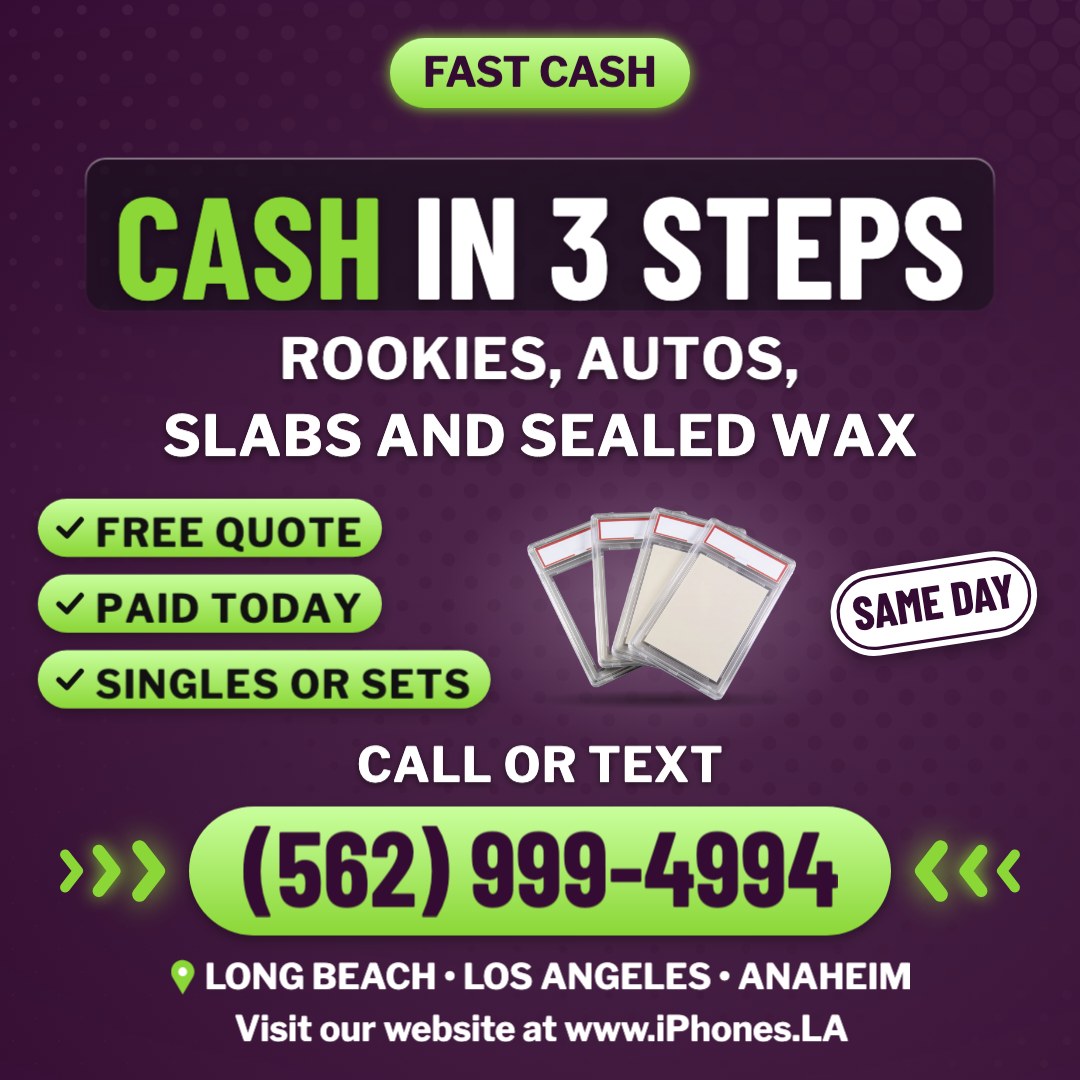 FAST CASH
CASH IN 3 STEPS
ROOKIES, AUTOS,
SLABS AND SEALED WAX
✓ FREE QUOTE
✓ PAID TODAY
✓ SINGLES OR SETS
SAME DAY
CALL OR TEXT
(562) 999-4994
LONG BEACH • LOS ANGELES • ANAHEIM
Visit our website at www.iPhones.LA